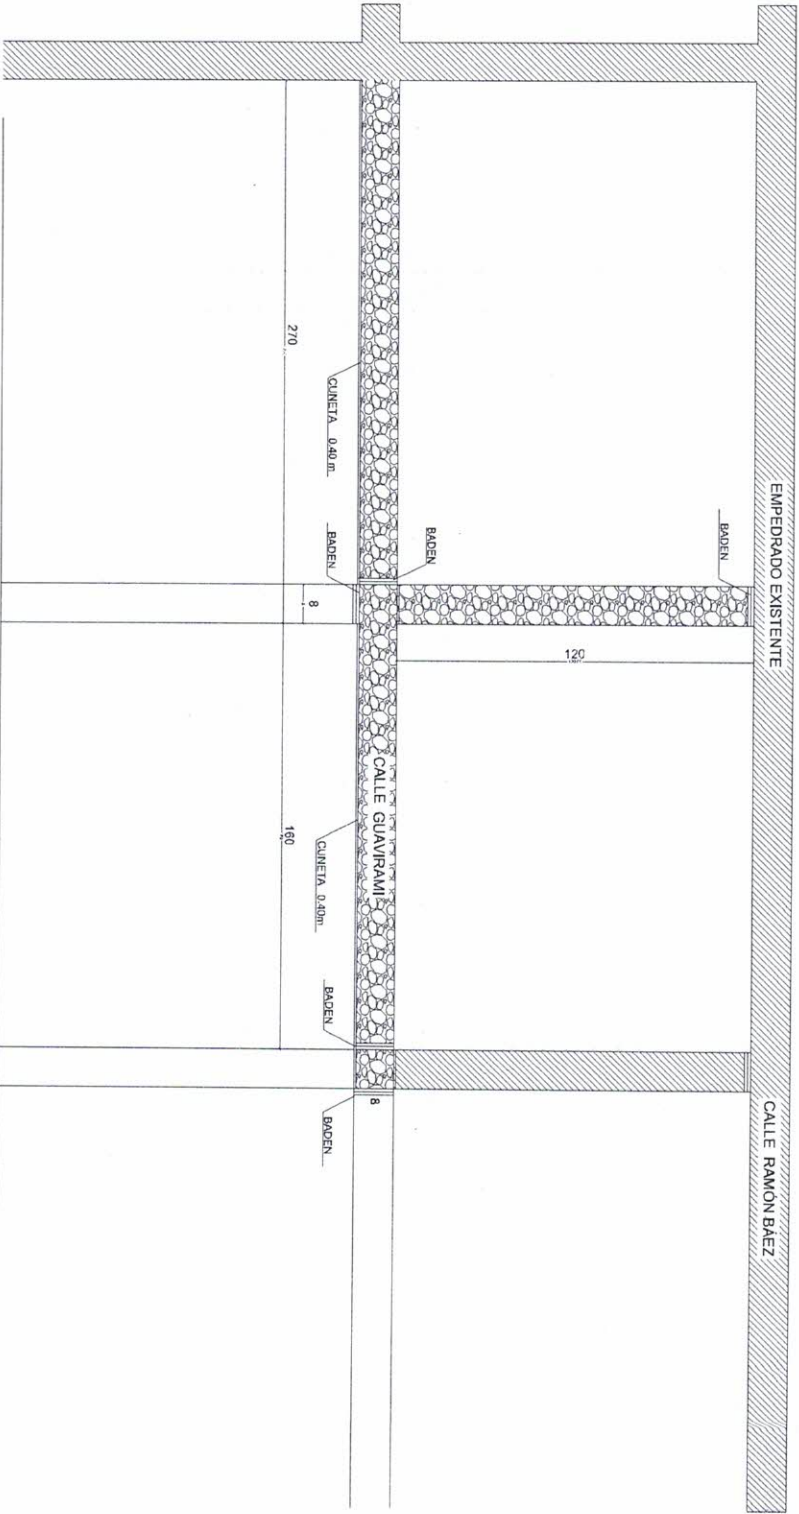 EMPEDRADO EXISTENTE
CALLE RAMÓN BÁEZ
BADEN
120
BADEN
CALLE GUAVIRAMI
8
CUNETA 0.40 m.
BADEN
CUNETA 0.40m
BADEN
BADEN
8
270
160